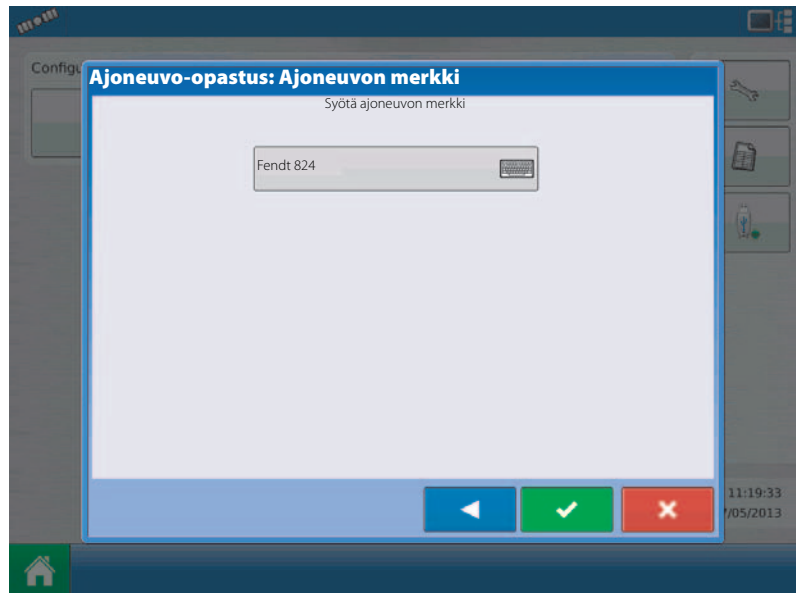 Configu
Ajoneuvo-opastus: Ajoneuvon merkki
Syötä ajoneuvon merkki
Fendt 824
11:19:33
/05/2013